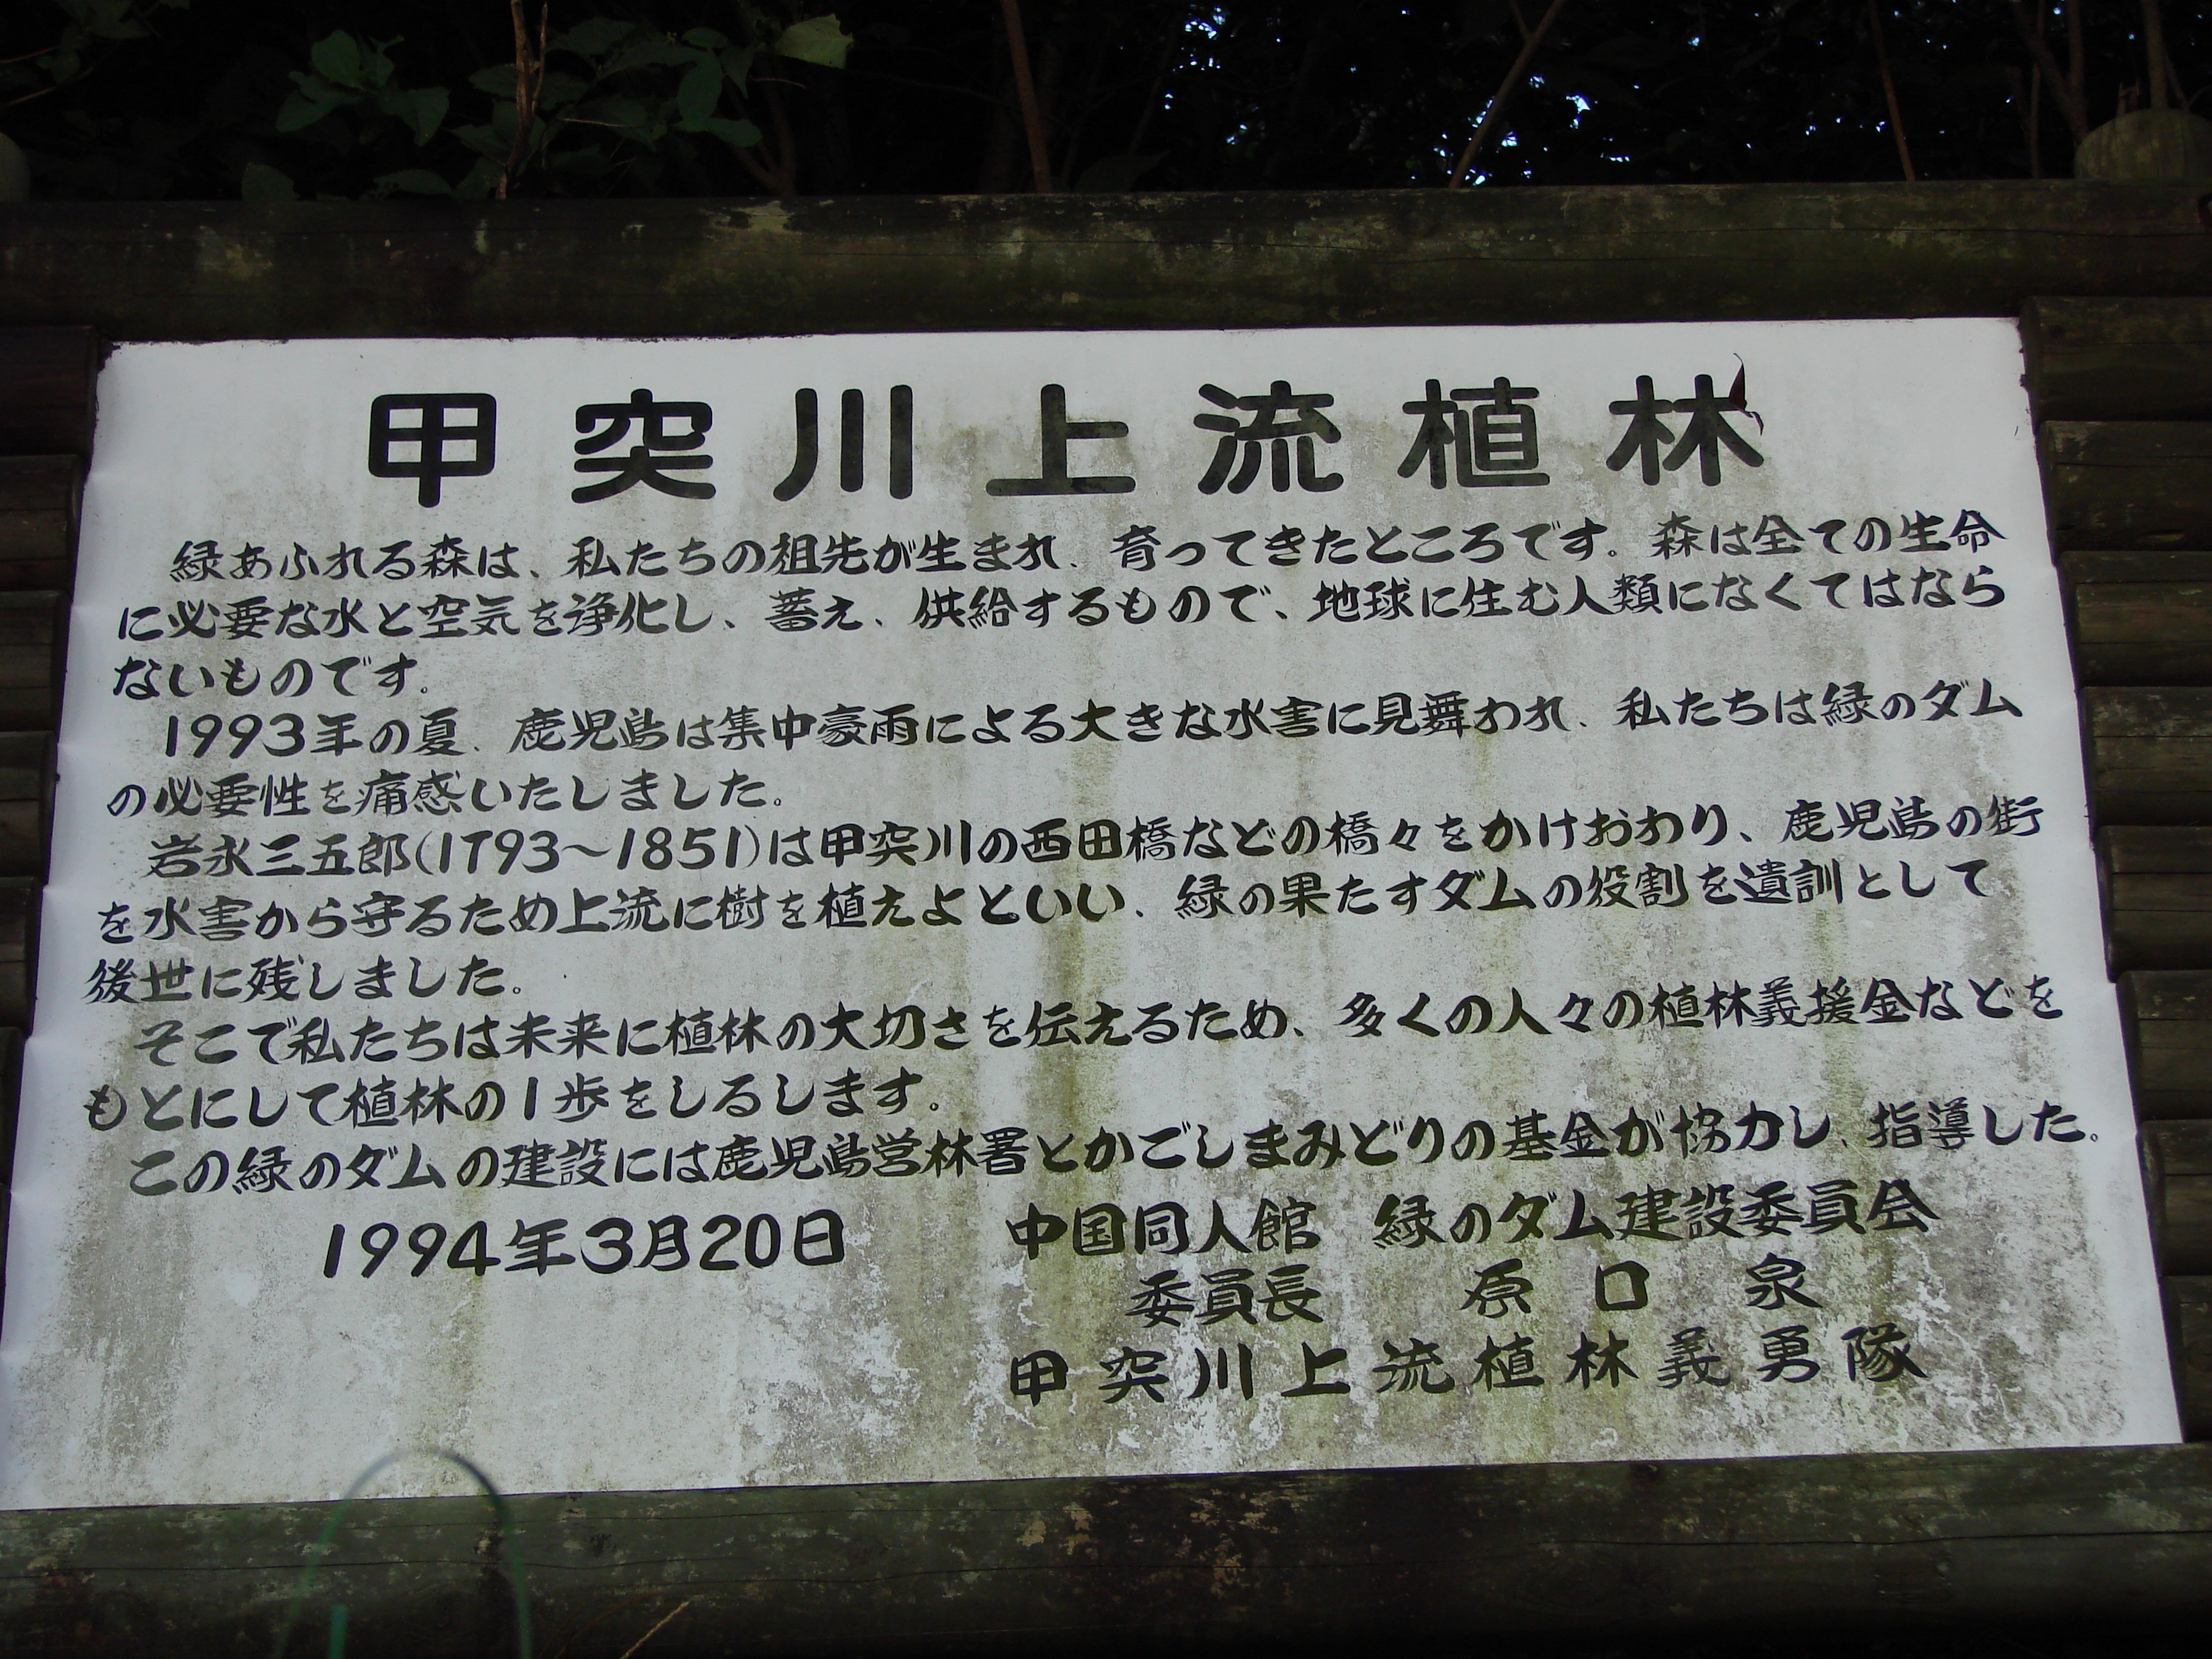 甲突川上流植林
緑あふれる森は、私たちの祖先が生まれ、育ってきたところです。森は全ての生命
に必要な水と空気を浄化し、蓄え、供給するもので、地球に住む人類になくてはなら
ないものです。
1993年の夏、鹿児島は集中豪雨による大きな水害に見舞われ、私たちは緑のダム
の必要性を痛感いたしました。
岩永三五郎(1793～1851)は甲突川の西田橋などの橋々をかけおわり、鹿児島の街
を水害から守るため上流に樹を植えよといい、緑の果たすダムの役割を遺訓として
後世に残しました。
そこで私たちは未来に植林の大切さを伝えるため、多くの人々の植林義援金などを
もとにして植林の1歩をしるします。
この緑のダムの建設には鹿児島営林署とかごしまみどりの基金が協力し、指導した。
1994年3月20日 中国同人館 緑のダム建設委員会
委員長 原口 泉
甲突川上流植林義勇隊